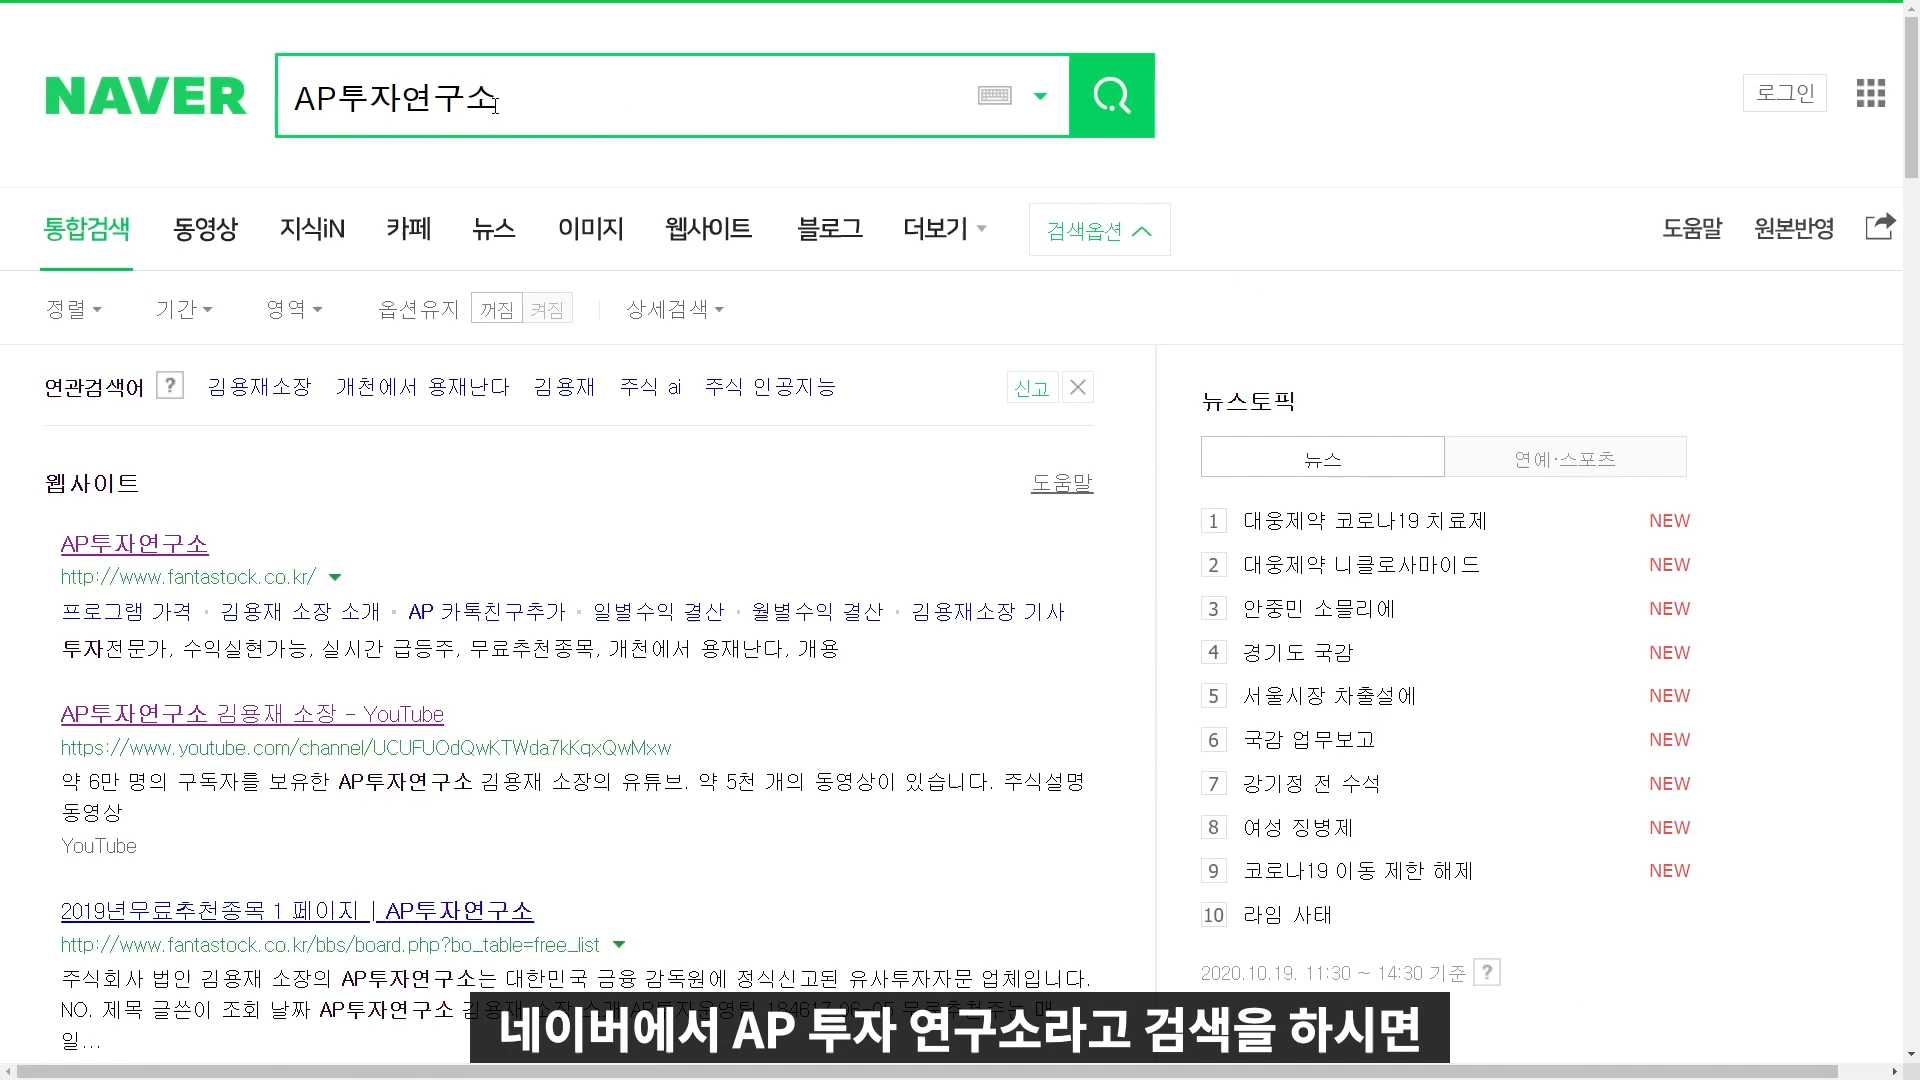 NAVER
AP투자연구소
로그인
통합검색 동영상 지식iN 카페 뉴스 이미지 웹사이트 블로그 더보기 검색옵션 도움말 원본반영
정렬 기간 영역 옵션유지 꺼짐 켜짐 상세검색
연관검색어 ? 김용재소장 개천에서 용재난다 김용재 주식 ai 주식 인공지능 신고
웹사이트 도움말
AP투자연구소
http://www.fantastock.co.kr/
프로그램 가격 · 김용재 소장 소개 · AP 카톡친구추가 · 일별수익 결산 · 월별수익 결산 · 김용재소장 기사
투자전문가, 수익실현가능, 실시간 급등주, 무료추천종목, 개천에서 용재난다, 개용
AP투자연구소 김용재 소장 - YouTube
https://www.youtube.com/channel/UCUFUOdQwKTWda7kKqxQwMxw
약 6만 명의 구독자를 보유한 AP투자연구소 김용재 소장의 유튜브. 약 5천 개의 동영상이 있습니다. 주식설명
동영상
YouTube
2019년무료추천종목 1 페이지 | AP투자연구소
http://www.fantastock.co.kr/bbs/board.php?bo_table=free_list
주식회사 법인 김용재 소장의 AP투자연구소는 대한민국 금융 감독원에 정식신고된 유사투자자문 업체입니다.
NO. 제목 글쓴이 조회 날짜 AP투자연구소 김용재 소장 소개 AP투자운영팀 184617 06-05 무료추천주는 매
일...
뉴스토픽
뉴스 연예·스포츠
1 대웅제약 코로나19 치료제 NEW
2 대웅제약 니클로사마이드 NEW
3 안중민 소믈리에 NEW
4 경기도 국감 NEW
5 서울시장 차출설에 NEW
6 국감 업무보고 NEW
7 강기정 전 수석 NEW
8 여성 징병제 NEW
9 코로나19 이동 제한 해제 NEW
10 라임 사태
2020.10.19. 11:30 ~ 14:30 기준 ?
네이버에서 AP 투자 연구소라고 검색을 하시면